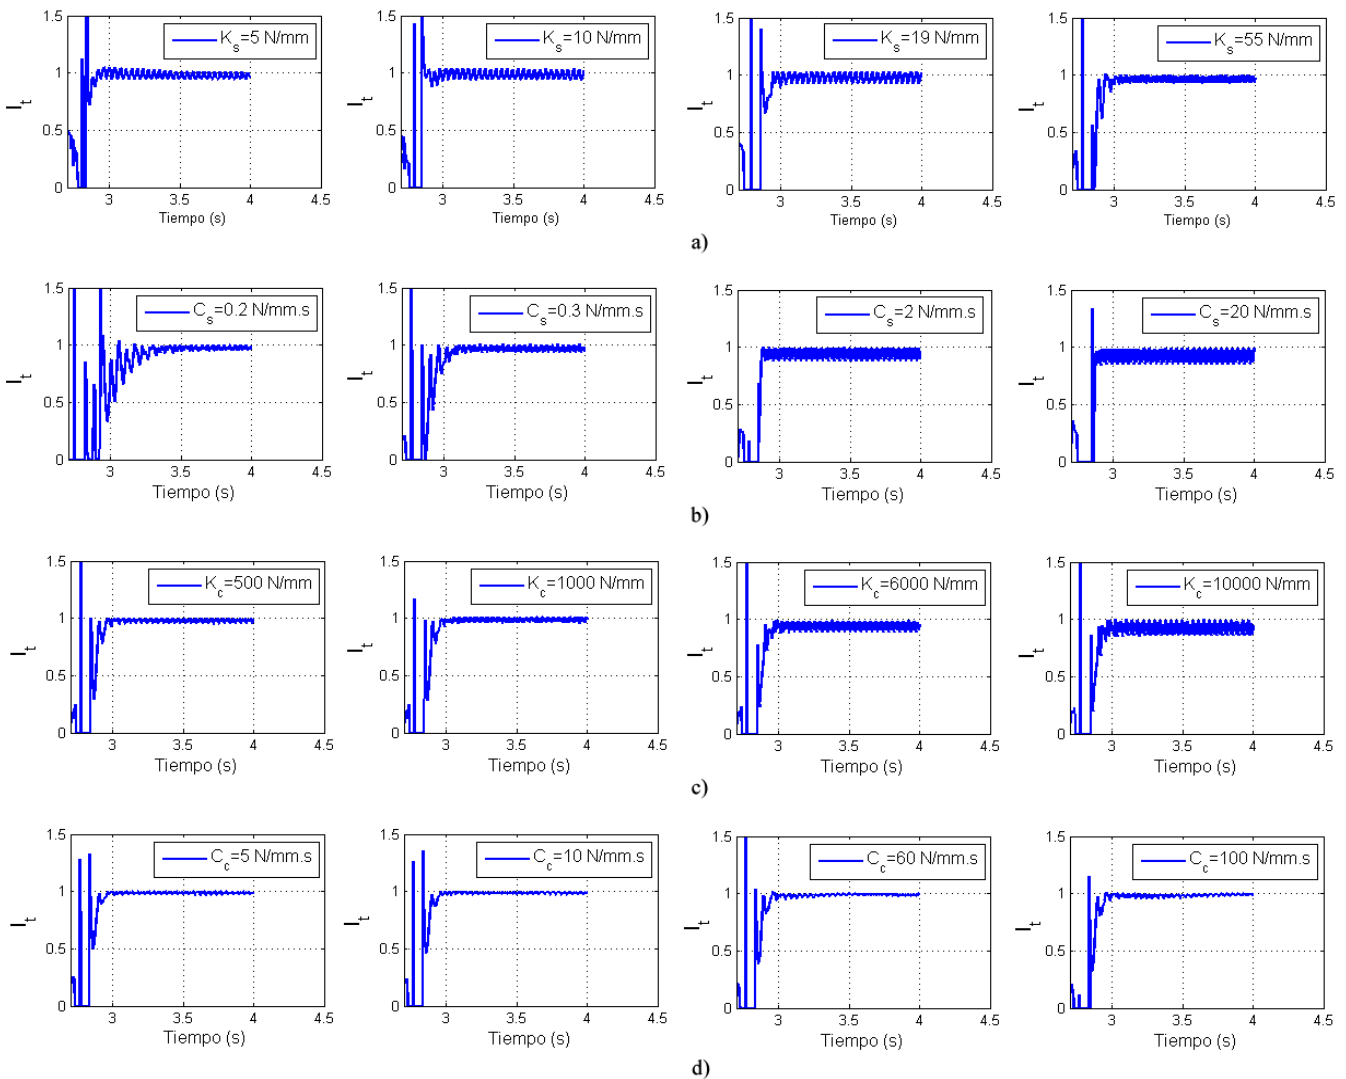 K_s=5 N/mm
1.5
1
0.5
0
I_t
3 3.5 4 4.5
Tiempo (s)
K_s=10 N/mm
1.5
1
0.5
0
I_t
3 3.5 4 4.5
Tiempo (s)
K_s=19 N/mm
1.5
1
0.5
0
I_t
3 3.5 4 4.5
Tiempo (s)
K_s=55 N/mm
1.5
1
0.5
0
I_t
3 3.5 4 4.5
Tiempo (s)
a)
C_s=0.2 N/mm.s
1.5
1
0.5
0
I_t
3 3.5 4 4.5
Tiempo (s)
C_s=0.3 N/mm.s
1.5
1
0.5
0
I_t
3 3.5 4 4.5
Tiempo (s)
C_s=2 N/mm.s
1.5
1
0.5
0
I_t
3 3.5 4 4.5
Tiempo (s)
C_s=20 N/mm.s
1.5
1
0.5
0
I_t
3 3.5 4 4.5
Tiempo (s)
b)
K_c=500 N/mm
1.5
1
0.5
0
I_t
3 3.5 4 4.5
Tiempo (s)
K_c=1000 N/mm
1.5
1
0.5
0
I_t
3 3.5 4 4.5
Tiempo (s)
K_c=6000 N/mm
1.5
1
0.5
0
I_t
3 3.5 4 4.5
Tiempo (s)
K_c=10000 N/mm
1.5
1
0.5
0
I_t
3 3.5 4 4.5
Tiempo (s)
c)
C_c=5 N/mm.s
1.5
1
0.5
0
I_t
3 3.5 4 4.5
Tiempo (s)
C_c=10 N/mm.s
1.5
1
0.5
0
I_t
3 3.5 4 4.5
Tiempo (s)
C_c=60 N/mm.s
1.5
1
0.5
0
I_t
3 3.5 4 4.5
Tiempo (s)
C_c=100 N/mm.s
1.5
1
0.5
0
I_t
3 3.5 4 4.5
Tiempo (s)
d)